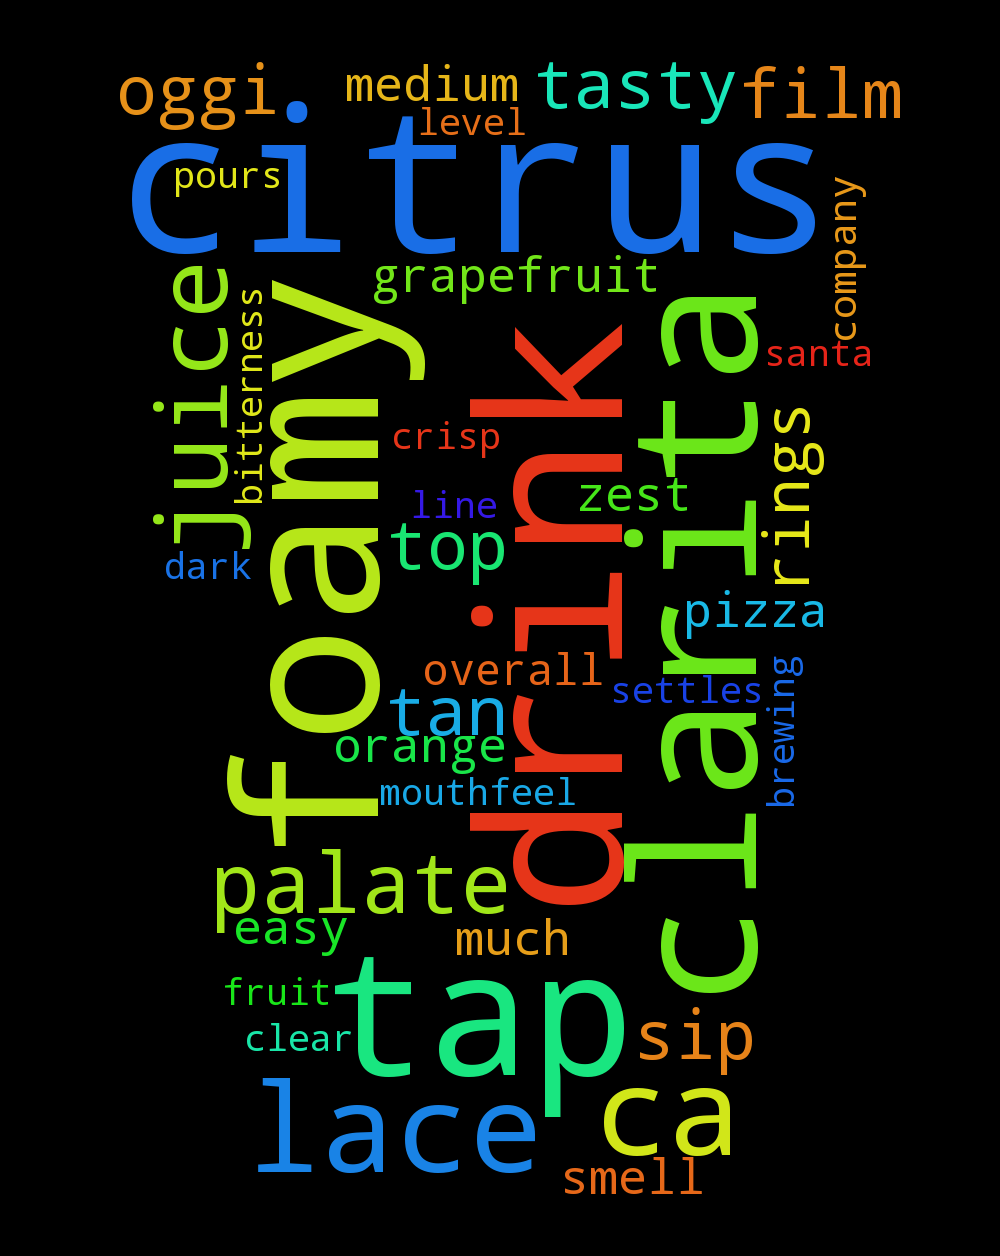 oggi
medium
tasty
film
level
citrus
pours
company
grapefruit
juice
bitterness
foamy
drink
clarita
santa
crisp
rings
line
zest
top
dark
pizza
overall
settles
tan
brewing
orange
mouthfeel
palate
easy
much
tap
fruit
clear
sip
lace
ca
smell